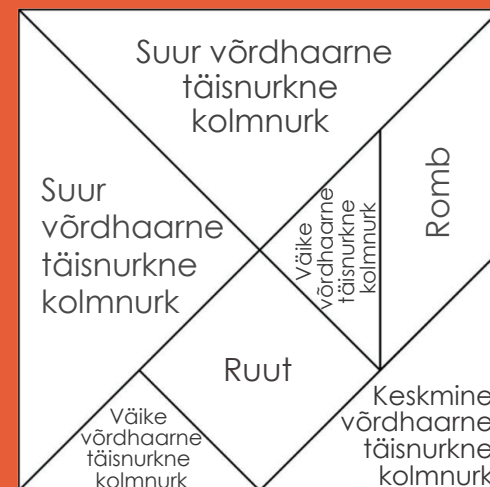 Suur võrdhaarne
täisnurkne
kolmnurk
Suur
võrdhaarne
täisnurkne
kolmnurk
Väike
võrdhaarne
täisnurkne
kolmnurk
Romb
Ruut
Väike
võrdhaarne
täisnurkne
kolmnurk
Keskmine
võrdhaarne
täisnurkne
kolmnurk